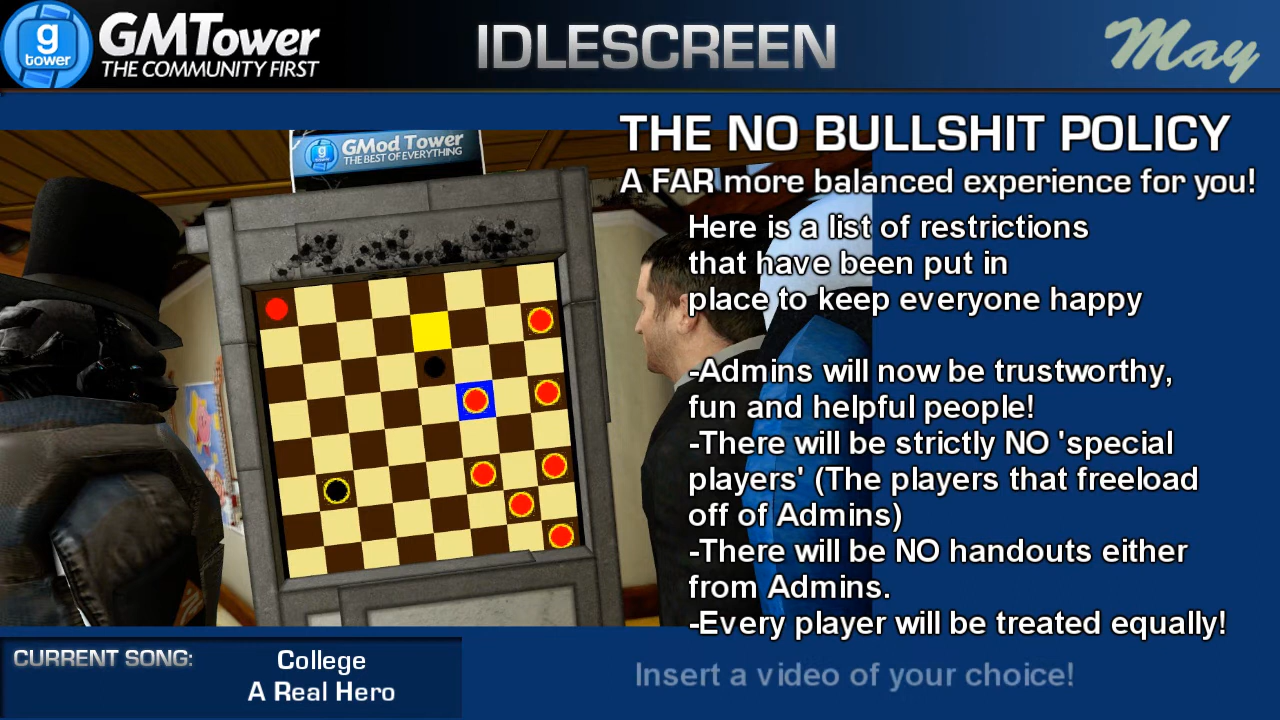 g
tower
GMTower
THE COMMUNITY FIRST
IDLESCREEN
May
g
tower
GMod Tower
THE BEST OF EVERYTHING
THE NO BULLSHIT POLICY
A FAR more balanced experience for you!
Here is a list of restrictions
that have been put in
place to keep everyone happy
-Admins will now be trustworthy,
fun and helpful people!
-There will be strictly NO 'special
players' (The players that freeload
off of Admins)
-There will be NO handouts either
from Admins.
-Every player will be treated equally!
CURRENT SONG:
College
A Real Hero
Insert a video of your choice!